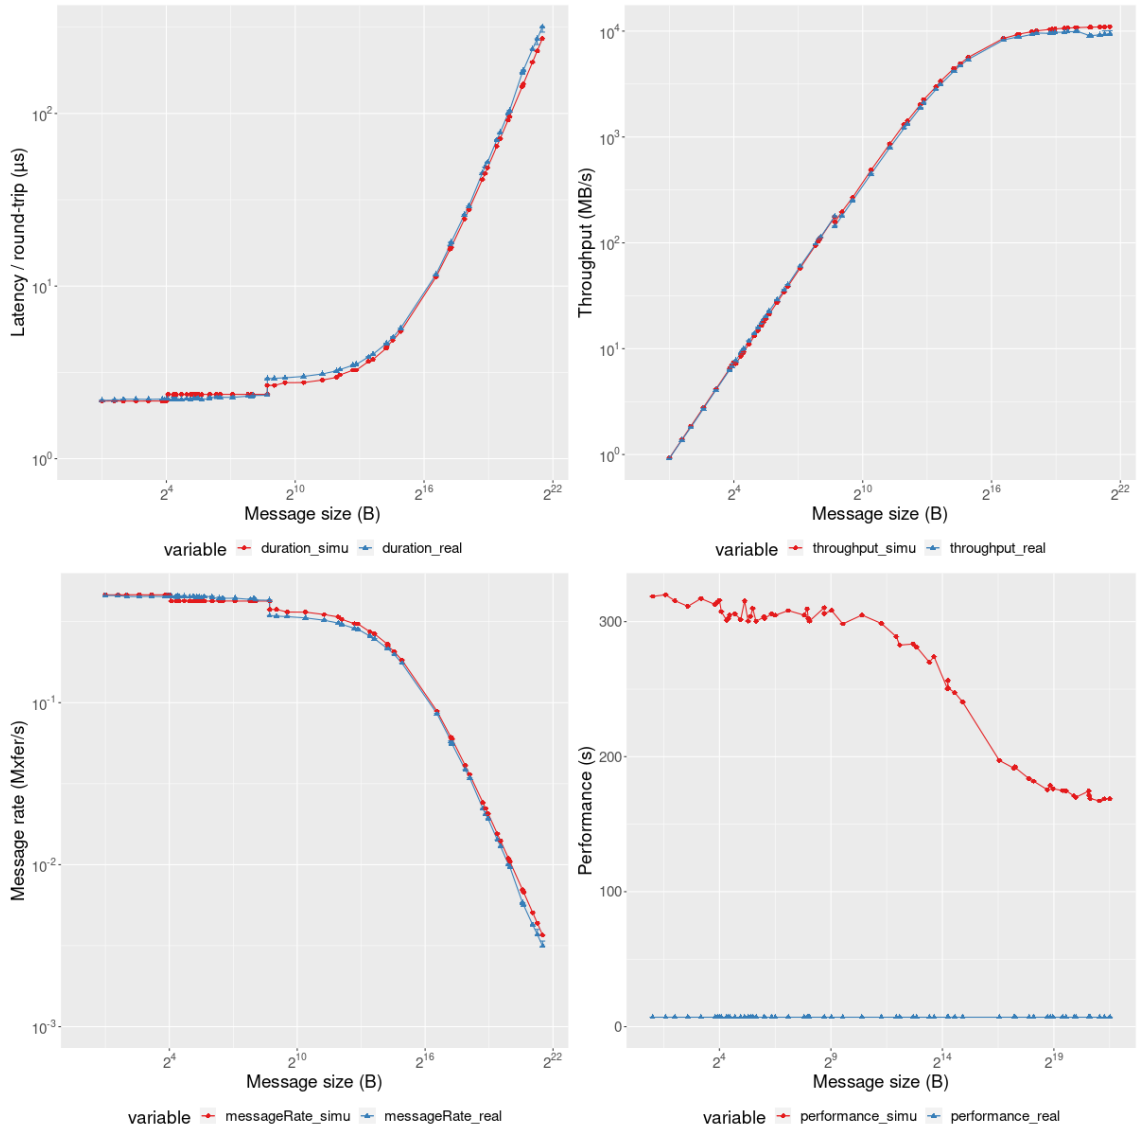 Latency / round-trip (µs)
10²
10¹
10⁰
2⁴ 2¹⁰ 2¹⁶ 2²²
Message size (B)
variable duration_simu duration_real
Throughput (MB/s)
10⁴
10³
10²
10¹
10⁰
2⁴ 2¹⁰ 2¹⁶ 2²²
Message size (B)
variable throughput_simu throughput_real
Message rate (Mxfer/s)
10⁻¹
10⁻²
10⁻³
2⁴ 2¹⁰ 2¹⁶ 2²²
Message size (B)
variable messageRate_simu messageRate_real
Performance (s)
300
200
100
0
2⁴ 2⁹ 2¹⁴ 2¹⁹
Message size (B)
variable performance_simu performance_real